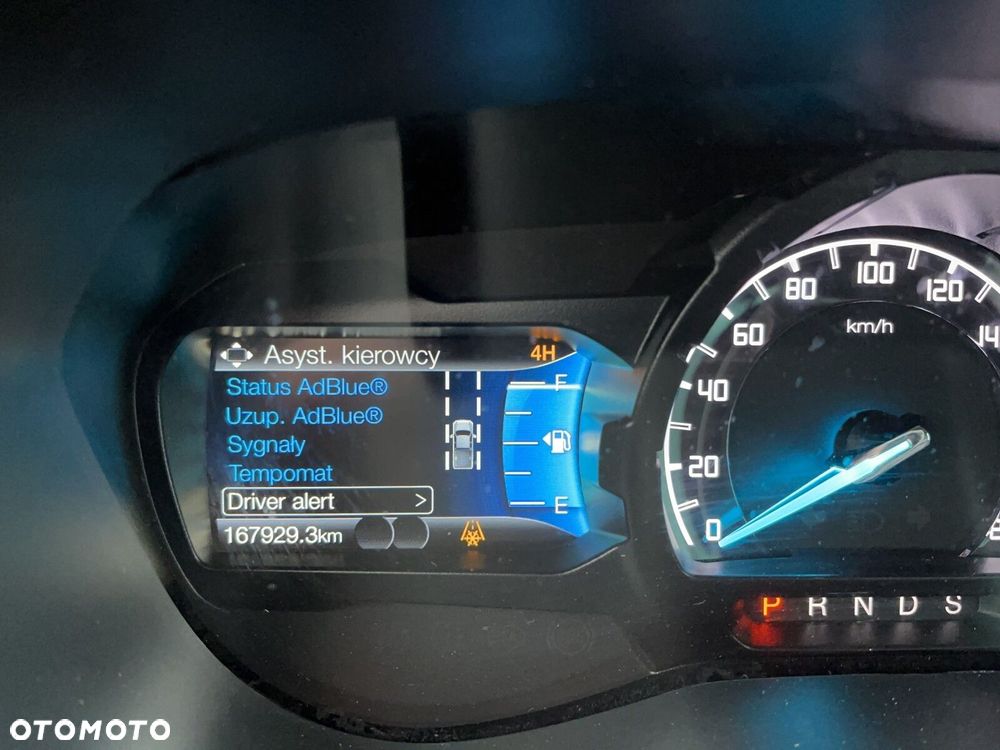 Asyst. kierowcy 4H
Status AdBlue®
Uzup. AdBlue®
Sygnały
Tempomat
Driver alert >
167929.3km
F
E
0
20
40
60
80
100
120
km/h
P R N D S
OTOMOTO